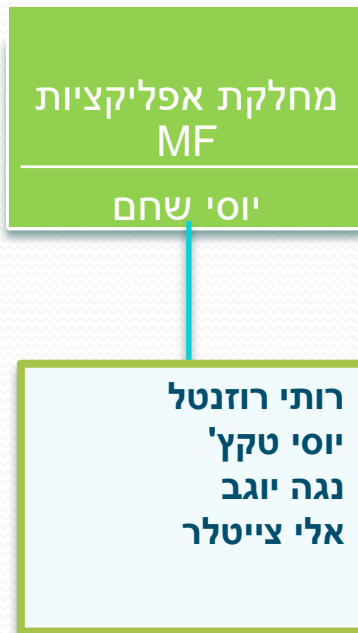 מחלקת אפליקציות
MF
יוסי שחם
רותי רוזנטל
יוסי טקץ'
נגה יוגב
אלי צייטלר